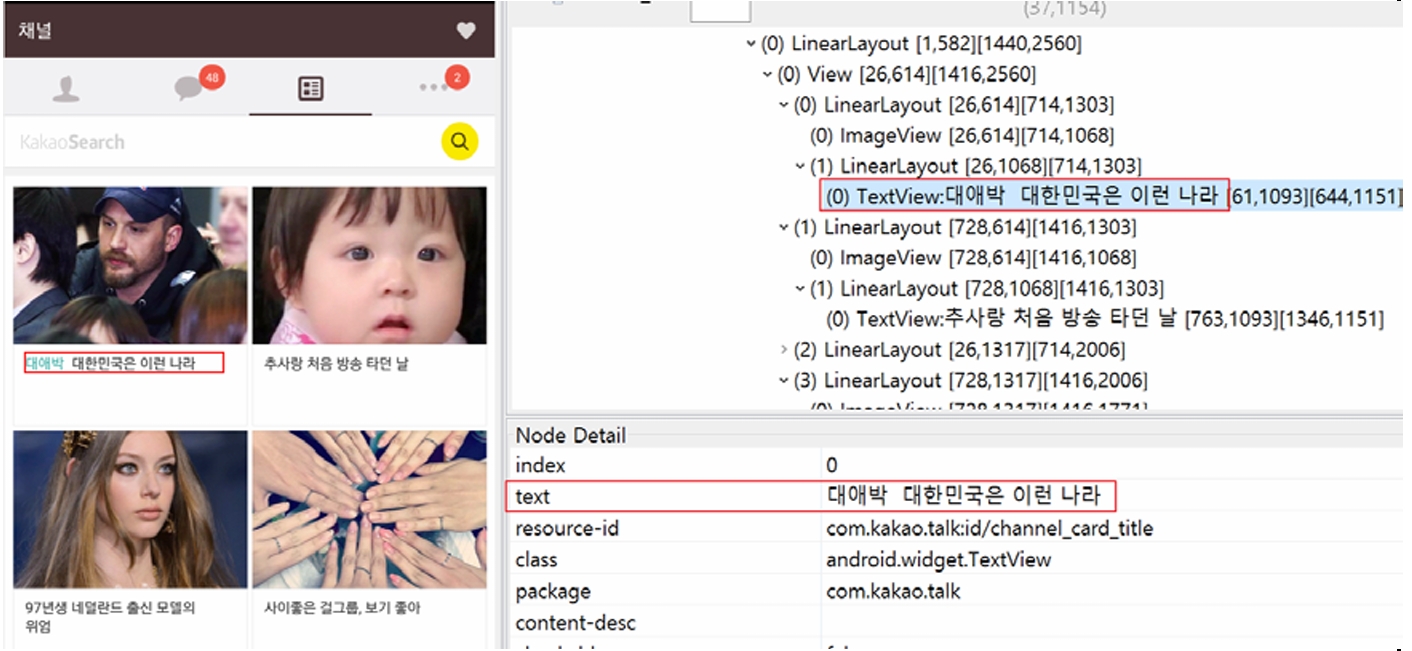 채널
48
2
KakaoSearch
대애박 대한민국은 이런 나라
추사랑 처음 방송 타던 날
97년생 네덜란드 출신 모델의
위엄
사이좋은 걸그룹, 보기 좋아
(37,1154)
(0) LinearLayout [1,582][1440,2560]
(0) View [26,614][1416,2560]
(0) LinearLayout [26,614][714,1303]
(0) ImageView [26,614][714,1068]
(1) LinearLayout [26,1068][714,1303]
(0) TextView:대애박  대한민국은 이런 나라 [61,1093][644,1151]
(1) LinearLayout [728,614][1416,1303]
(0) ImageView [728,614][1416,1068]
(1) LinearLayout [728,1068][1416,1303]
(0) TextView:추사랑 처음 방송 타던 날 [763,1093][1346,1151]
(2) LinearLayout [26,1317][714,2006]
(3) LinearLayout [728,1317][1416,2006]
(0) ImageView [728,1317][1416,1771]
Node Detail
index 0
text 대애박  대한민국은 이런 나라
resource-id com.kakao.talk:id/channel_card_title
class android.widget.TextView
package com.kakao.talk
content-desc